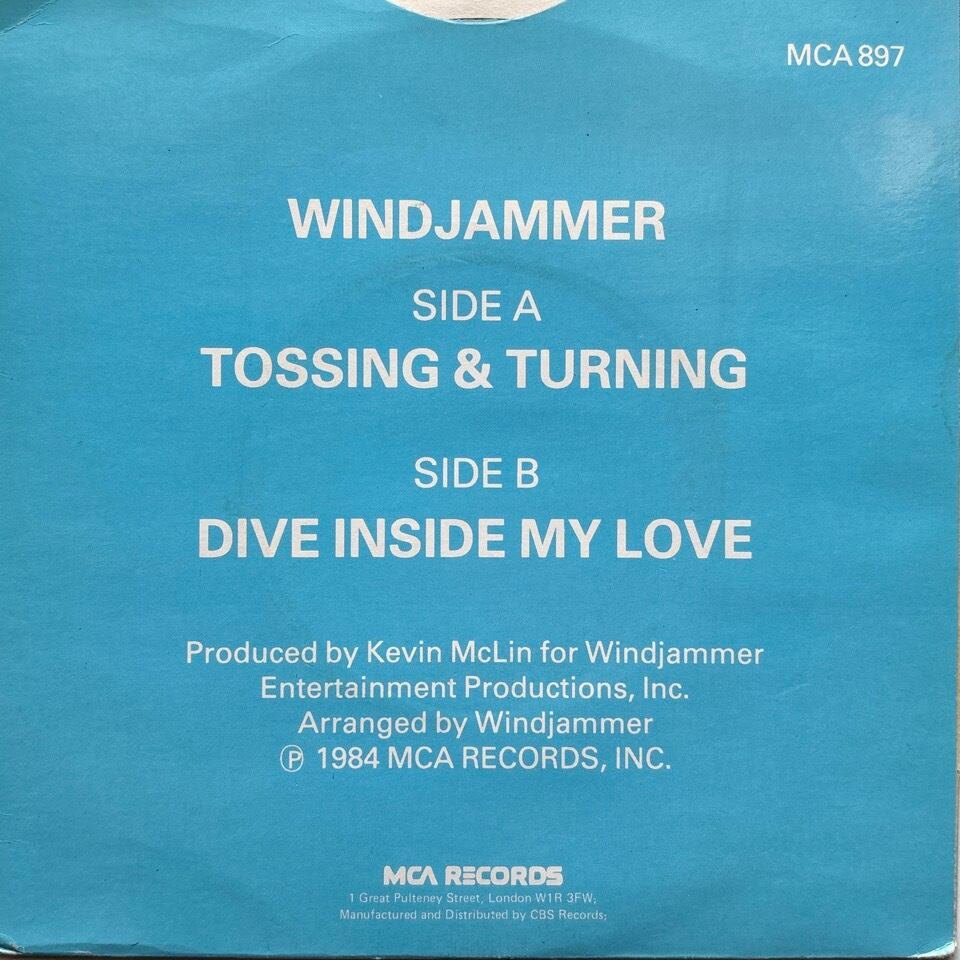 MCA 897
WINDJAMMER
SIDE A
TOSSING & TURNING
SIDE B
DIVE INSIDE MY LOVE
Produced by Kevin McLin for Windjammer
Entertainment Productions, Inc.
Arranged by Windjammer
℗ 1984 MCA RECORDS, INC.
MCA RECORDS
1 Great Pulteney Street, London W1R 3FW;
Manufactured and Distributed by CBS Records;